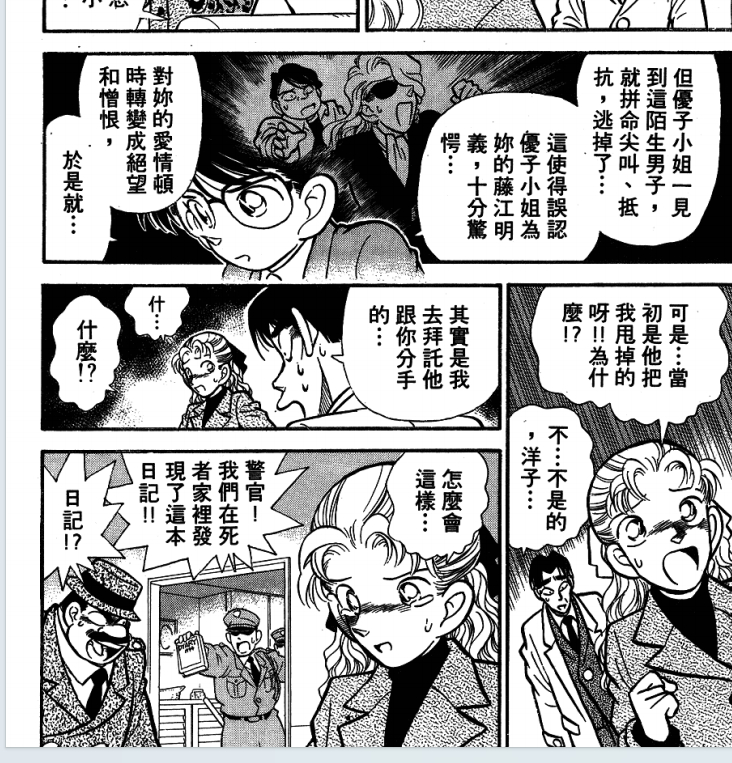 但優子小姐一見
到這陌生男子，
就拼命尖叫、抵
抗，逃掉了…
這使得誤認
優子小姐為
妳的藤江明
義，十分驚
愕…
對妳的愛情頓
時轉變成絕望
和憎恨，
於是就…
可是…當
初是他把
我甩掉的
呀!!為什
麼!?
不…不是的
，洋子…
其實是我
去拜託他
跟你分手
的…
什…
什麼!?
怎麼會
這樣…
警官！
我們在死
者家裡發
現了這本
日記!!
日記!?